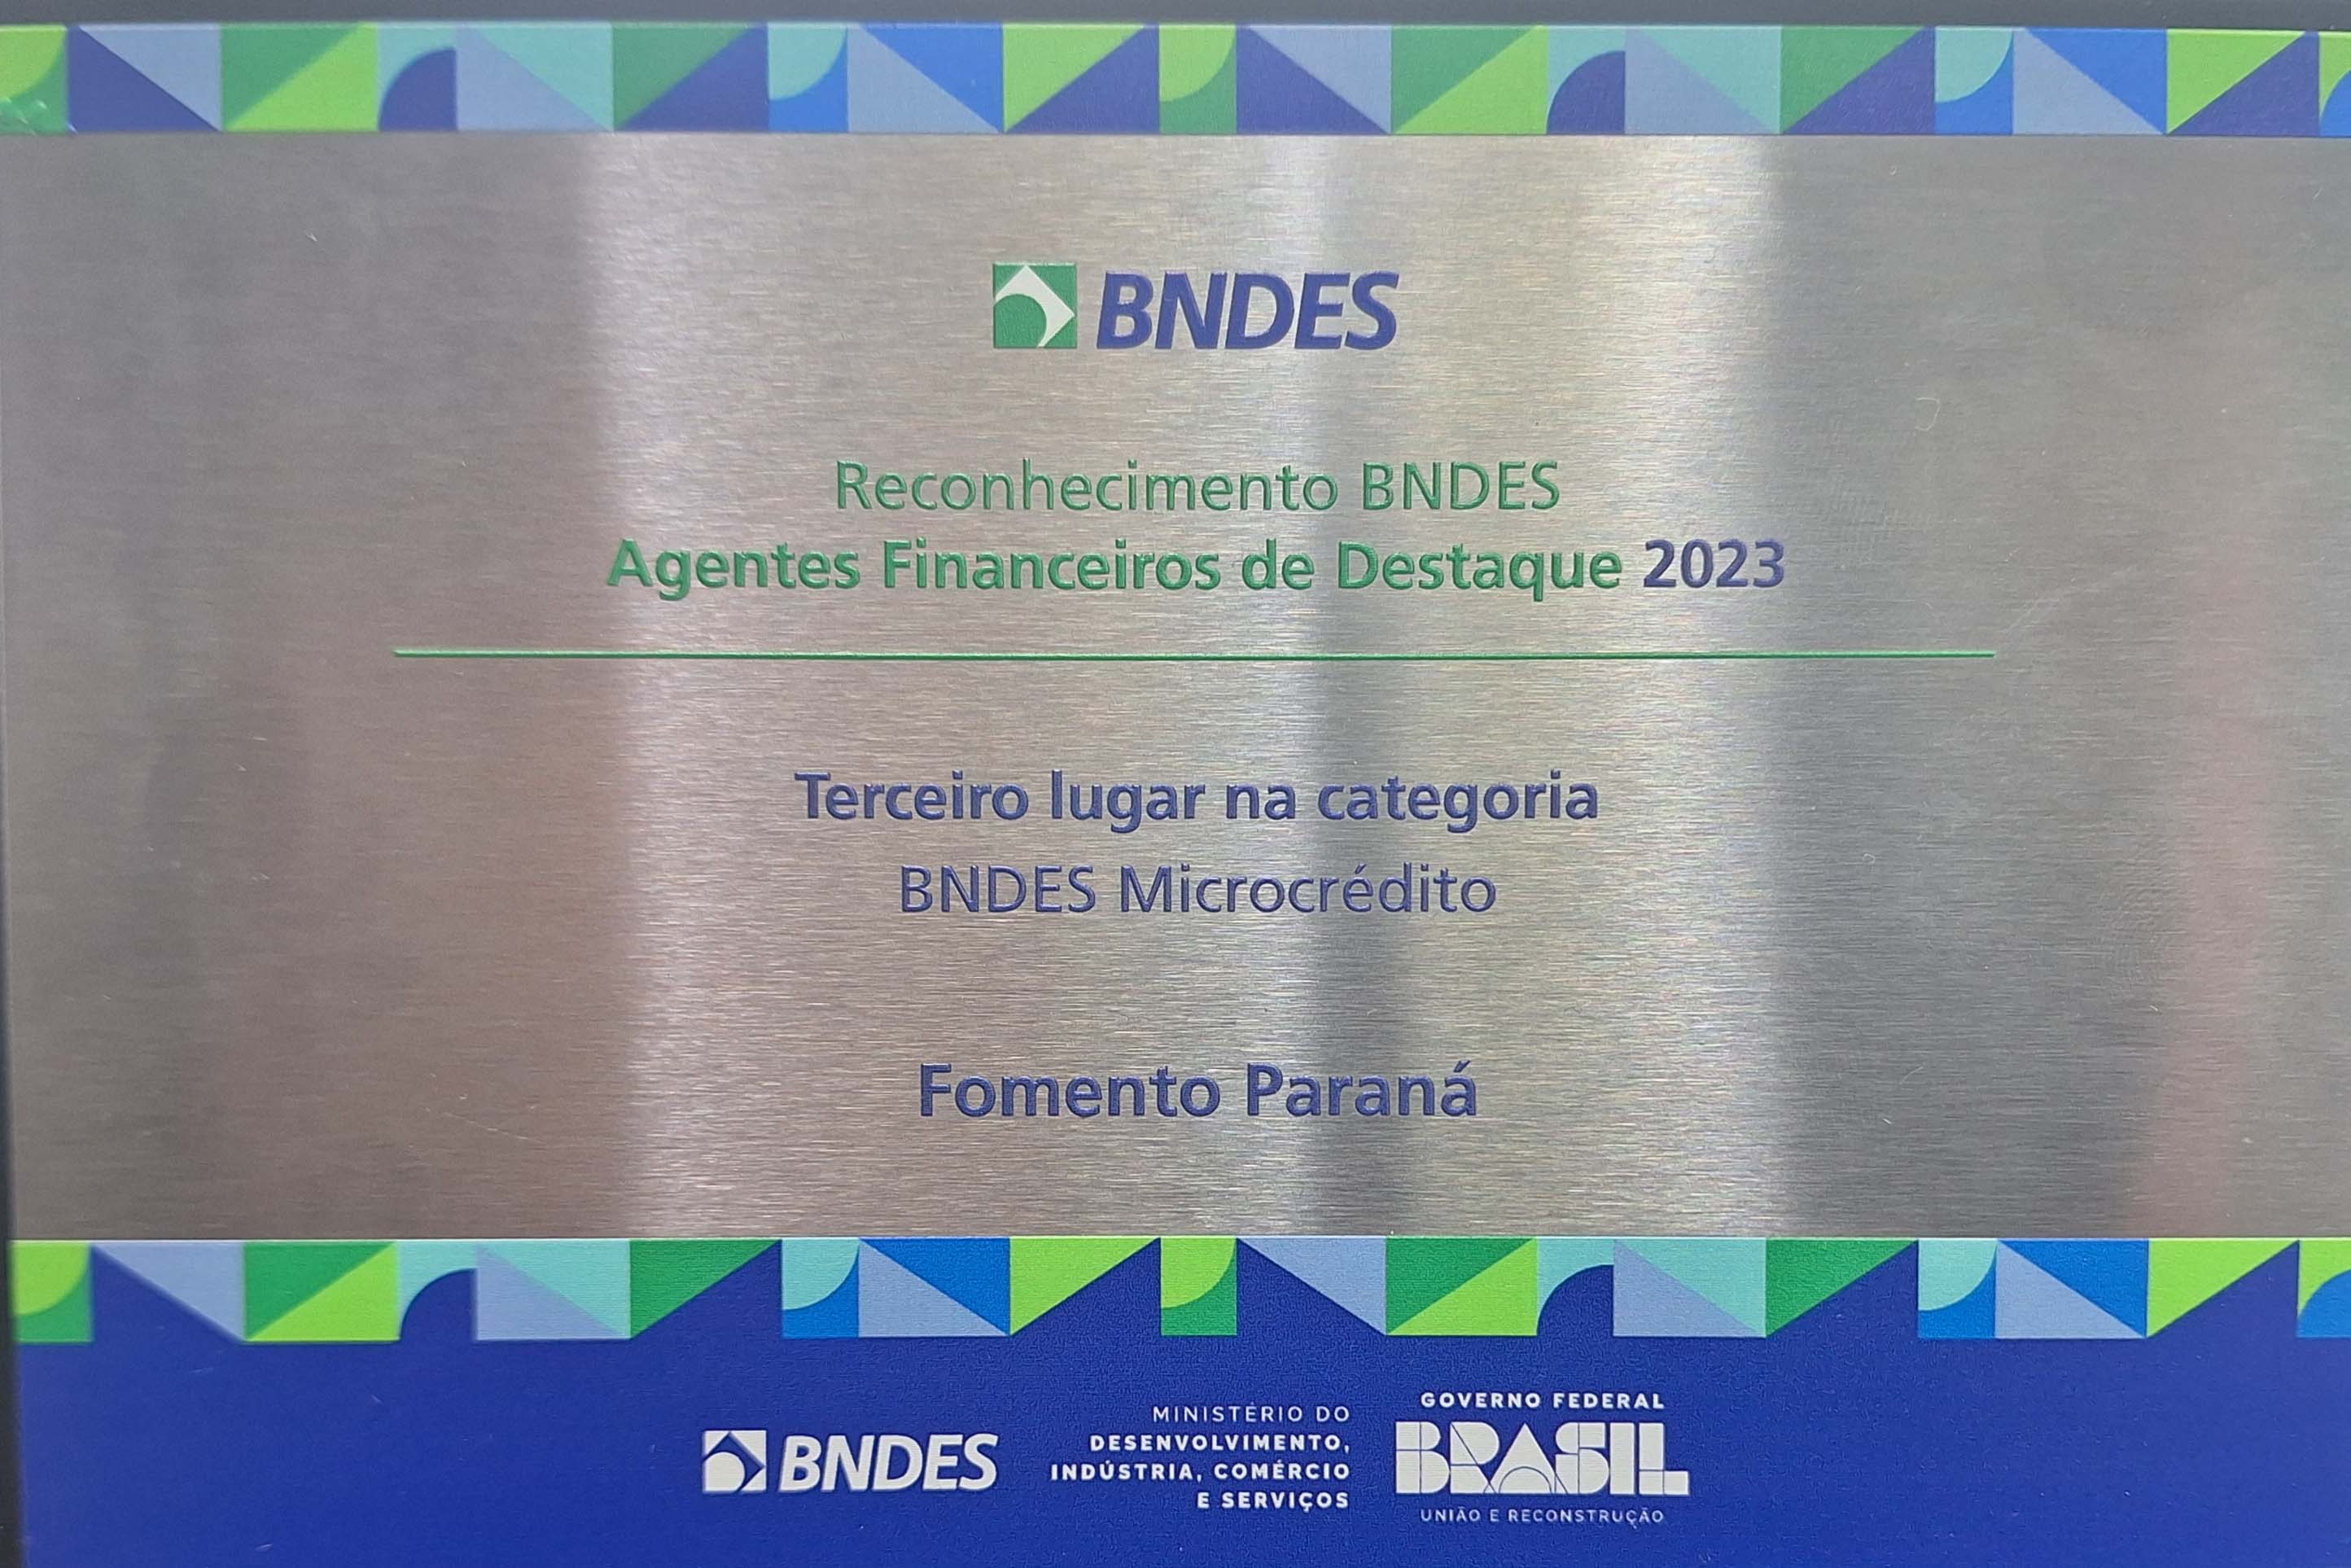 BNDES
Reconhecimento BNDES
Agentes Financeiros de Destaque 2023
Terceiro lugar na categoria
BNDES Microcrédito
Fomento Paraná
BNDES
MINISTÉRIO DO
DESENVOLVIMENTO,
INDÚSTRIA, COMÉRCIO
E SERVIÇOS
GOVERNO FEDERAL
BRASIL
UNIÃO E RECONSTRUÇÃO